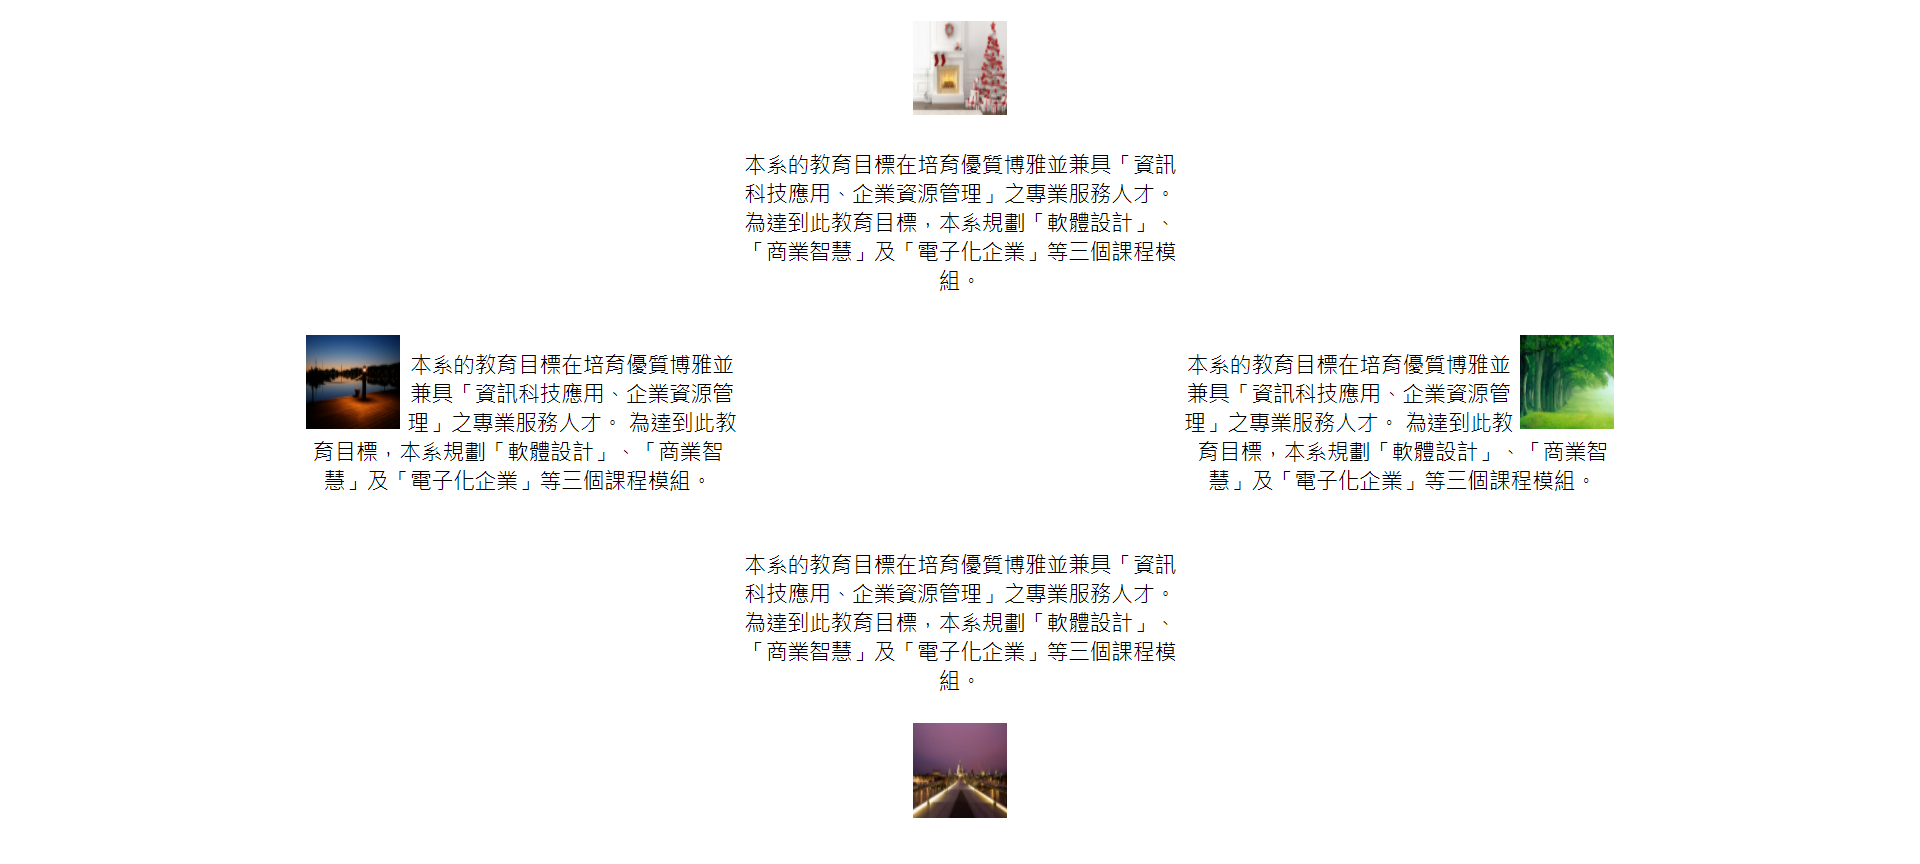 本系的教育目標在培育優質博雅並兼具「資訊
科技應用、企業資源管理」之專業服務人才。
為達到此教育目標，本系規劃「軟體設計」、
「商業智慧」及「電子化企業」等三個課程模
組。
本系的教育目標在培育優質博雅並
兼具「資訊科技應用、企業資源管
理」之專業服務人才。 為達到此教
育目標，本系規劃「軟體設計」、「商業智
慧」及「電子化企業」等三個課程模組。
本系的教育目標在培育優質博雅並
兼具「資訊科技應用、企業資源管
理」之專業服務人才。 為達到此教
育目標，本系規劃「軟體設計」、「商業智
慧」及「電子化企業」等三個課程模組。
本系的教育目標在培育優質博雅並兼具「資訊
科技應用、企業資源管理」之專業服務人才。
為達到此教育目標，本系規劃「軟體設計」、
「商業智慧」及「電子化企業」等三個課程模
組。